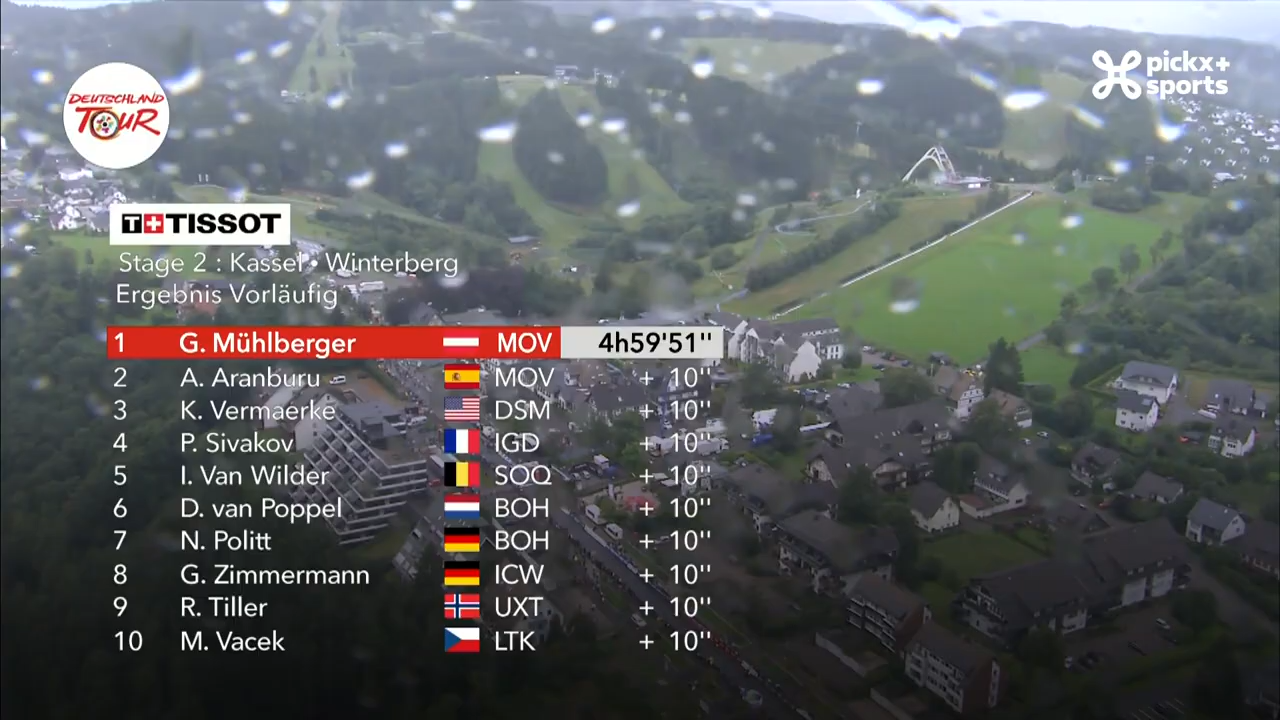 DEUTSCHLAND
TOUR
pickx+
sports
T+TISSOT
Stage 2 : Kassel • Winterberg
Ergebnis Vorläufig
1 G. Mühlberger MOV 4h59'51''
2 A. Aranburu MOV + 10''
3 K. Vermaerke DSM + 10''
4 P. Sivakov IGD + 10''
5 I. Van Wilder SOQ + 10''
6 D. van Poppel BOH + 10''
7 N. Politt BOH + 10''
8 G. Zimmermann ICW + 10''
9 R. Tiller UXT + 10''
10 M. Vacek LTK + 10''